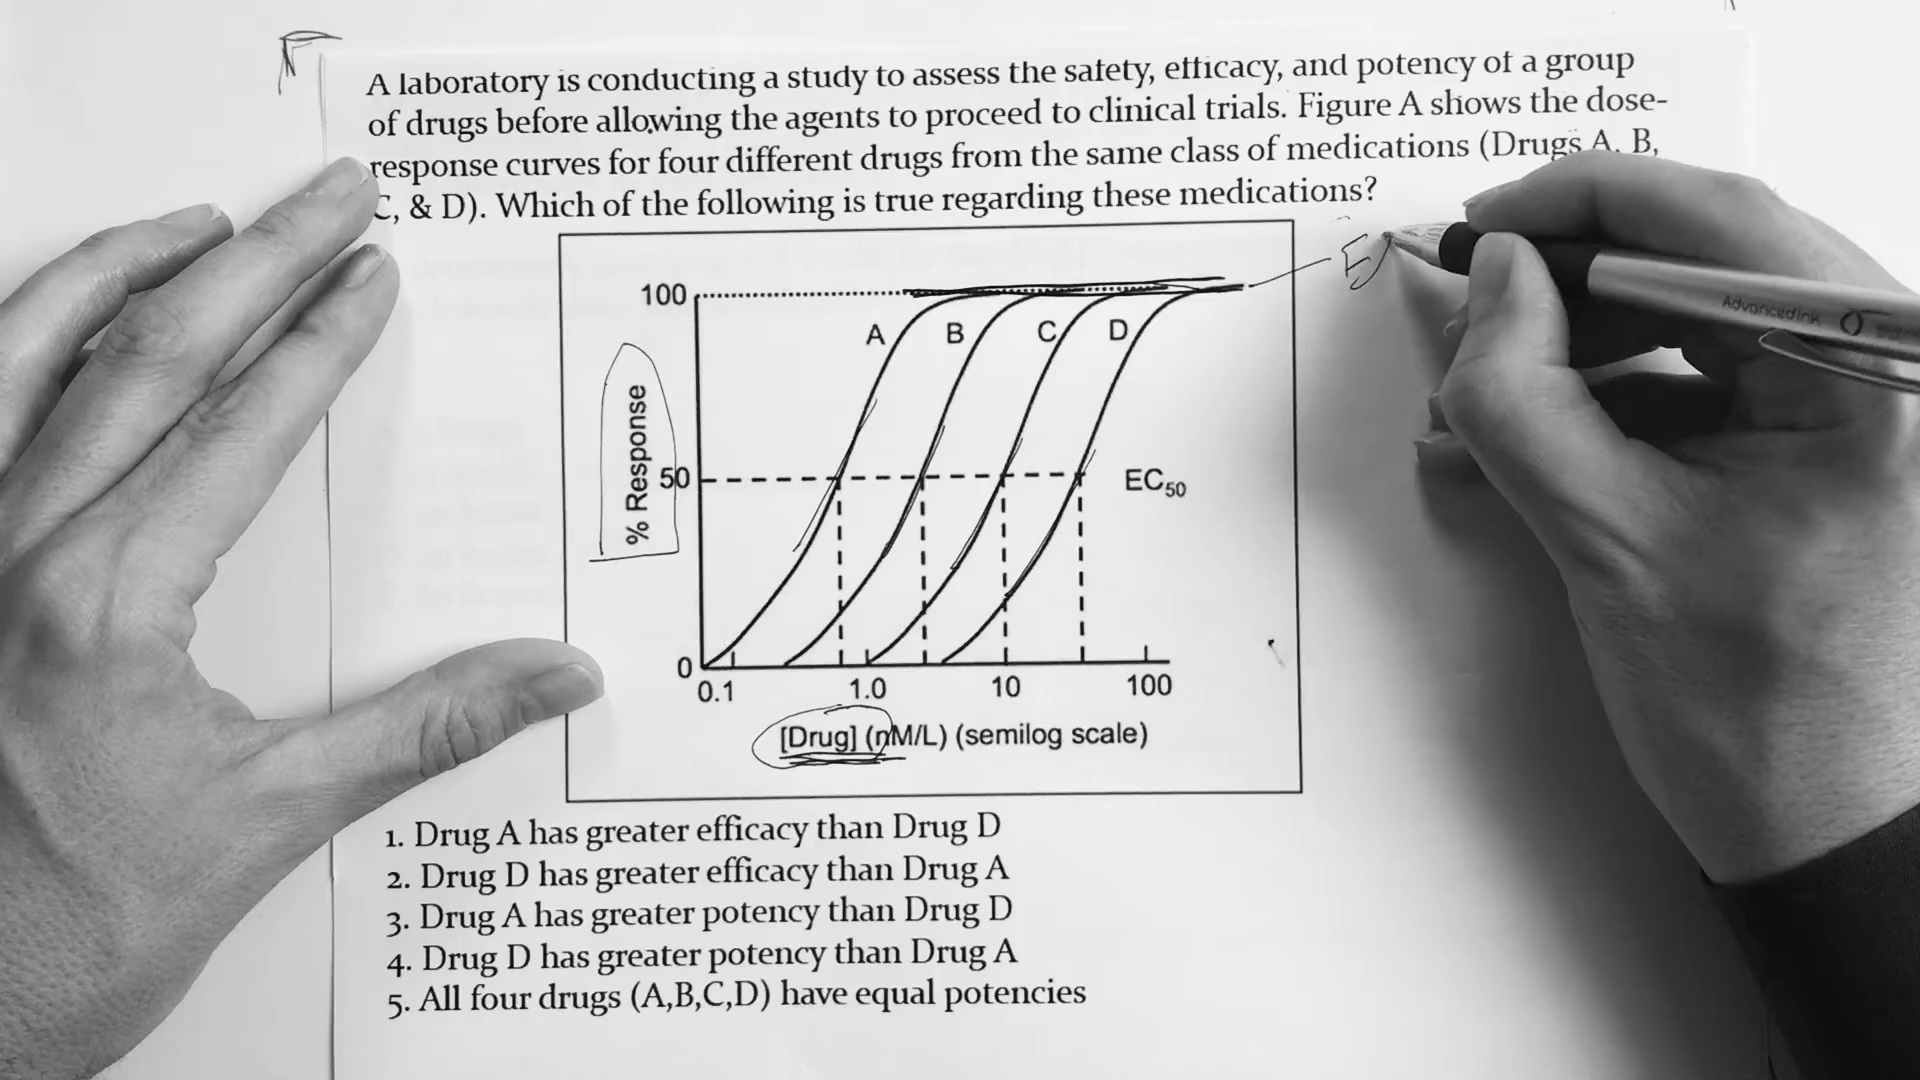 A laboratory is conducting a study to assess the safety, efficacy, and potency of a group
of drugs before allowing the agents to proceed to clinical trials. Figure A shows the dose-
response curves for four different drugs from the same class of medications (Drugs A, B,
C, & D). Which of the following is true regarding these medications?
E
100
A B C D
% Response
50
EC50
0
0.1 1.0 10 100
[Drug] (nM/L) (semilog scale)
1. Drug A has greater efficacy than Drug D
2. Drug D has greater efficacy than Drug A
3. Drug A has greater potency than Drug D
4. Drug D has greater potency than Drug A
5. All four drugs (A,B,C,D) have equal potencies
AdvancedInk